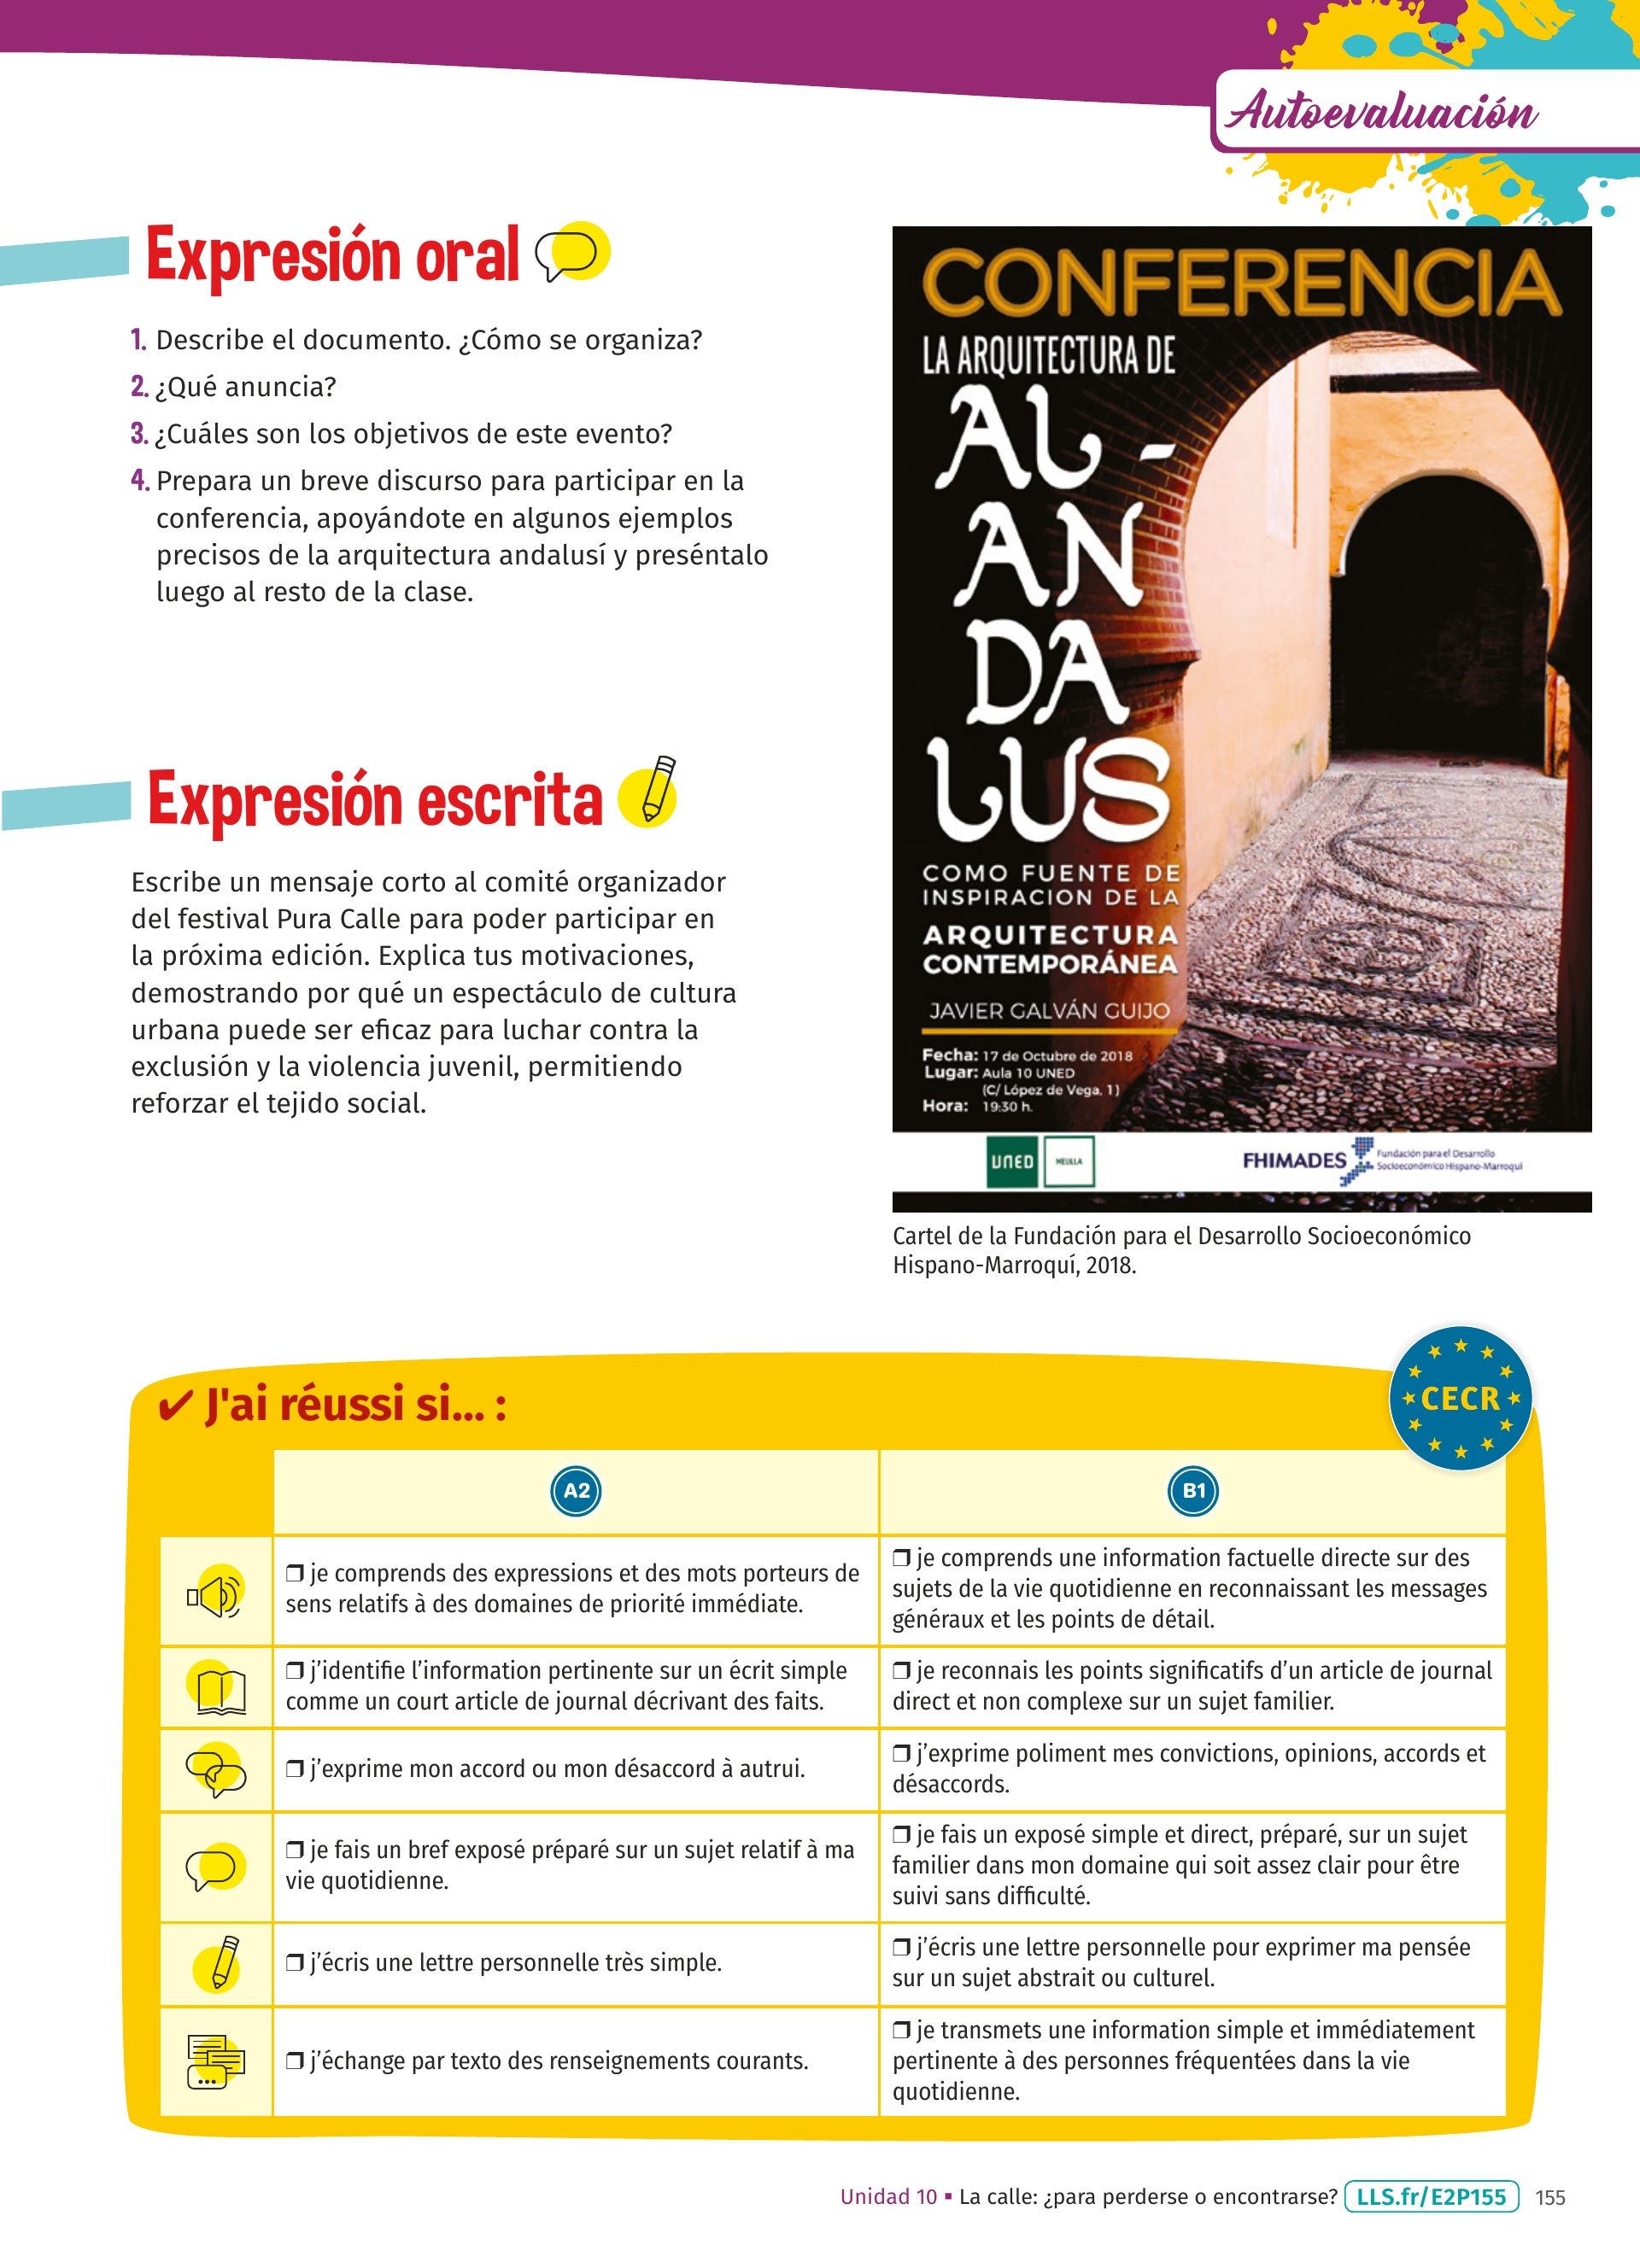 Autoevaluación
Expresión oral
1. Describe el documento. ¿Cómo se organiza?
2. ¿Qué anuncia?
3. ¿Cuáles son los objetivos de este evento?
4. Prepara un breve discurso para participar en la
conferencia, apoyándote en algunos ejemplos
precisos de la arquitectura andalusí y preséntalo
luego al resto de la clase.
Expresión escrita
Escribe un mensaje corto al comité organizador
del festival Pura Calle para poder participar en
la próxima edición. Explica tus motivaciones,
demostrando por qué un espectáculo de cultura
urbana puede ser eficaz para luchar contra la
exclusión y la violencia juvenil, permitiendo
reforzar el tejido social.
CONFERENCIA
LA ARQUITECTURA DE
AL-
AN
DA
LUS
COMO FUENTE DE
INSPIRACION DE LA
ARQUITECTURA
CONTEMPORÁNEA
JAVIER GALVÁN GUIJO
Fecha: 17 de Octubre de 2018
Lugar: Aula 10 UNED
(C/ López de Vega, 1)
Hora: 19:30 h.
UNED MELILLA
FHIMADES Fundación para el Desarrollo
Socioeconómico Hispano-Marroquí
Cartel de la Fundación para el Desarrollo Socioeconómico
Hispano-Marroquí, 2018.
CECR
✔ J'ai réussi si... :
A2
B1
❒ je comprends des expressions et des mots porteurs de
sens relatifs à des domaines de priorité immédiate.
❒ je comprends une information factuelle directe sur des
sujets de la vie quotidienne en reconnaissant les messages
généraux et les points de détail.
❒ j'identifie l'information pertinente sur un écrit simple
comme un court article de journal décrivant des faits.
❒ je reconnais les points significatifs d'un article de journal
direct et non complexe sur un sujet familier.
❒ j'exprime mon accord ou mon désaccord à autrui.
❒ j'exprime poliment mes convictions, opinions, accords et
désaccords.
❒ je fais un bref exposé préparé sur un sujet relatif à ma
vie quotidienne.
❒ je fais un exposé simple et direct, préparé, sur un sujet
familier dans mon domaine qui soit assez clair pour être
suivi sans difficulté.
❒ j'écris une lettre personnelle très simple.
❒ j'écris une lettre personnelle pour exprimer ma pensée
sur un sujet abstrait ou culturel.
❒ j'échange par texto des renseignements courants.
❒ je transmets une information simple et immédiatement
pertinente à des personnes fréquentées dans la vie
quotidienne.
Unidad 10 ▪ La calle: ¿para perderse o encontrarse? LLS.fr/E2P155 155